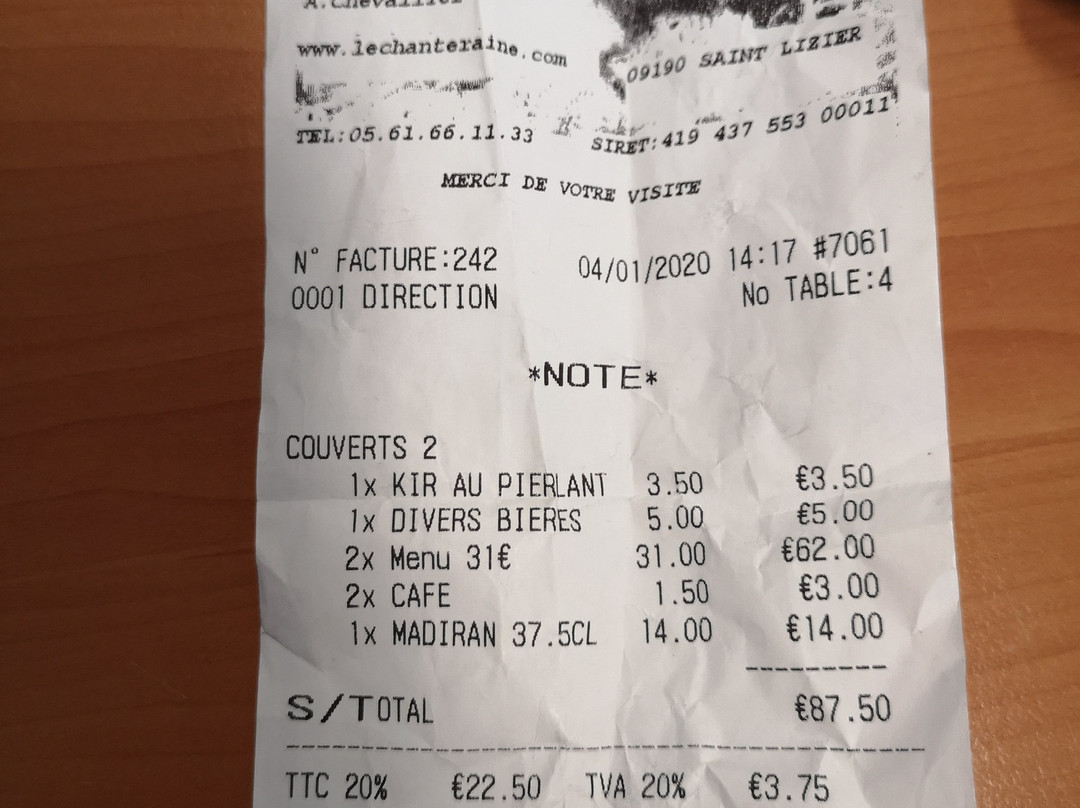 A.Chevallier
www.lechanteraine.com
09190 SAINT LIZIER
TEL:05.61.66.11.33
SIRET:419 437 553 00011
MERCI DE VOTRE VISITE
N° FACTURE:242 04/01/2020 14:17 #7061
0001 DIRECTION No TABLE:4
*NOTE*
COUVERTS 2
1x KIR AU PIERLANT 3.50 €3.50
1x DIVERS BIERES 5.00 €5.00
2x Menu 31€ 31.00 €62.00
2x CAFE 1.50 €3.00
1x MADIRAN 37.5CL 14.00 €14.00
S/TOTAL €87.50
TTC 20% €22.50 TVA 20% €3.75